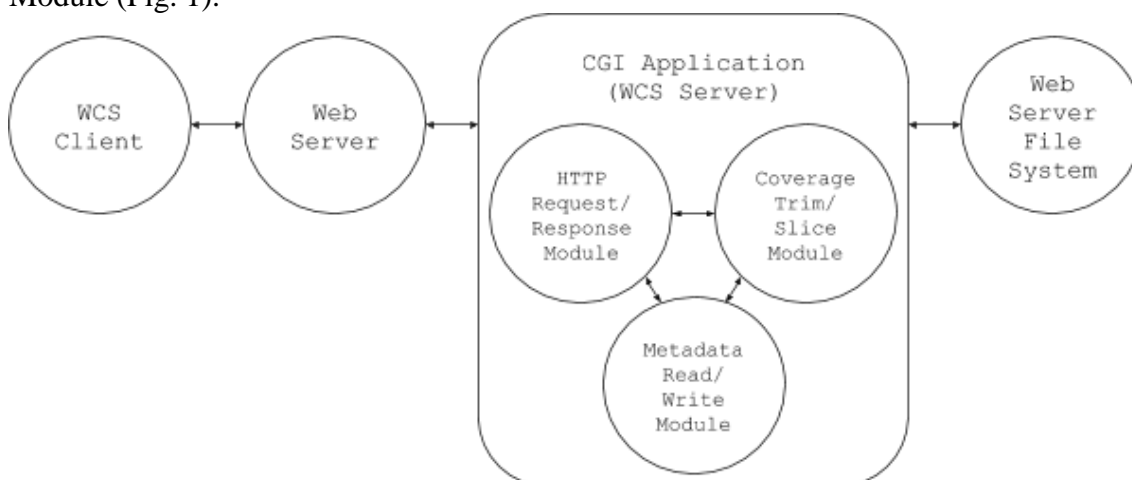 Module (Fig. 1).
WCS
Client
Web
Server
CGI Application
(WCS Server)
HTTP
Request/
Response
Module
Coverage
Trim/
Slice
Module
Metadata
Read/
Write
Module
Web
Server
File
System